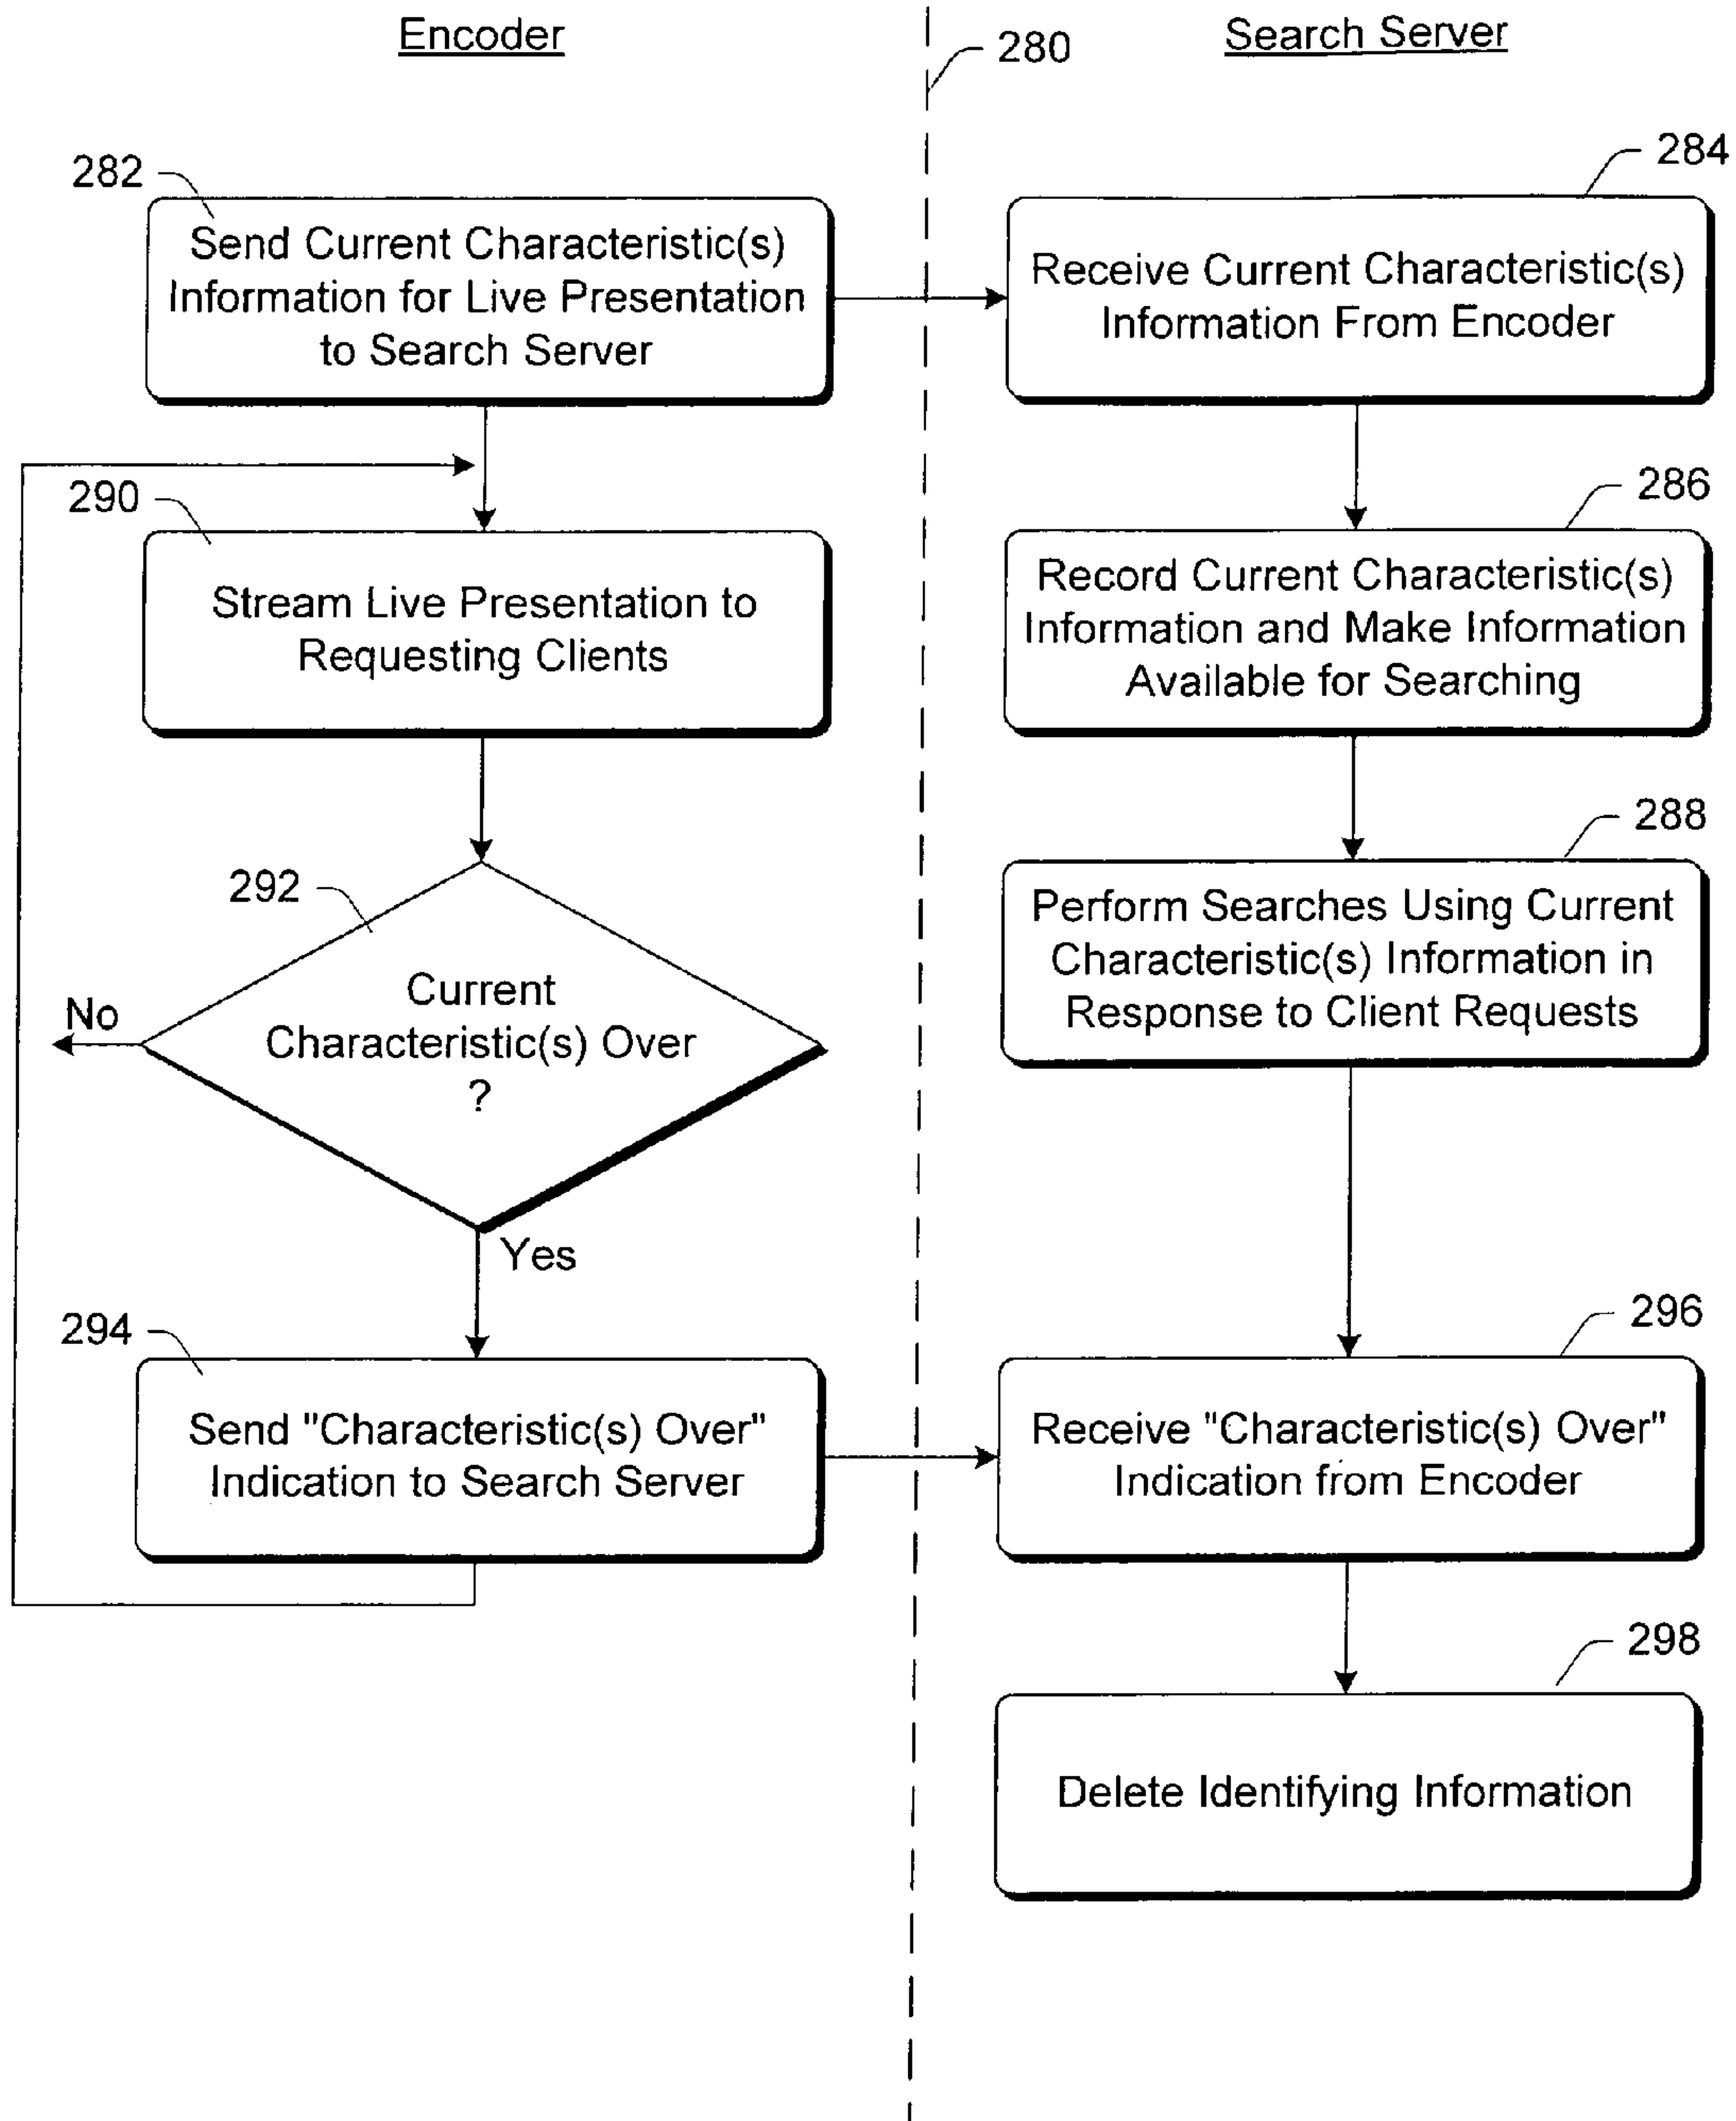 Encoder
280
Search Server
282
284
Send Current Characteristic(s)
Information for Live Presentation
to Search Server
Receive Current Characteristic(s)
Information From Encoder
290
286
Stream Live Presentation to
Requesting Clients
Record Current Characteristic(s)
Information and Make Information
Available for Searching
292
288
Current
Characteristic(s) Over
?
No
Yes
Perform Searches Using Current
Characteristic(s) Information in
Response to Client Requests
294
296
Send "Characteristic(s) Over"
Indication to Search Server
Receive "Characteristic(s) Over"
Indication from Encoder
298
Delete Identifying Information